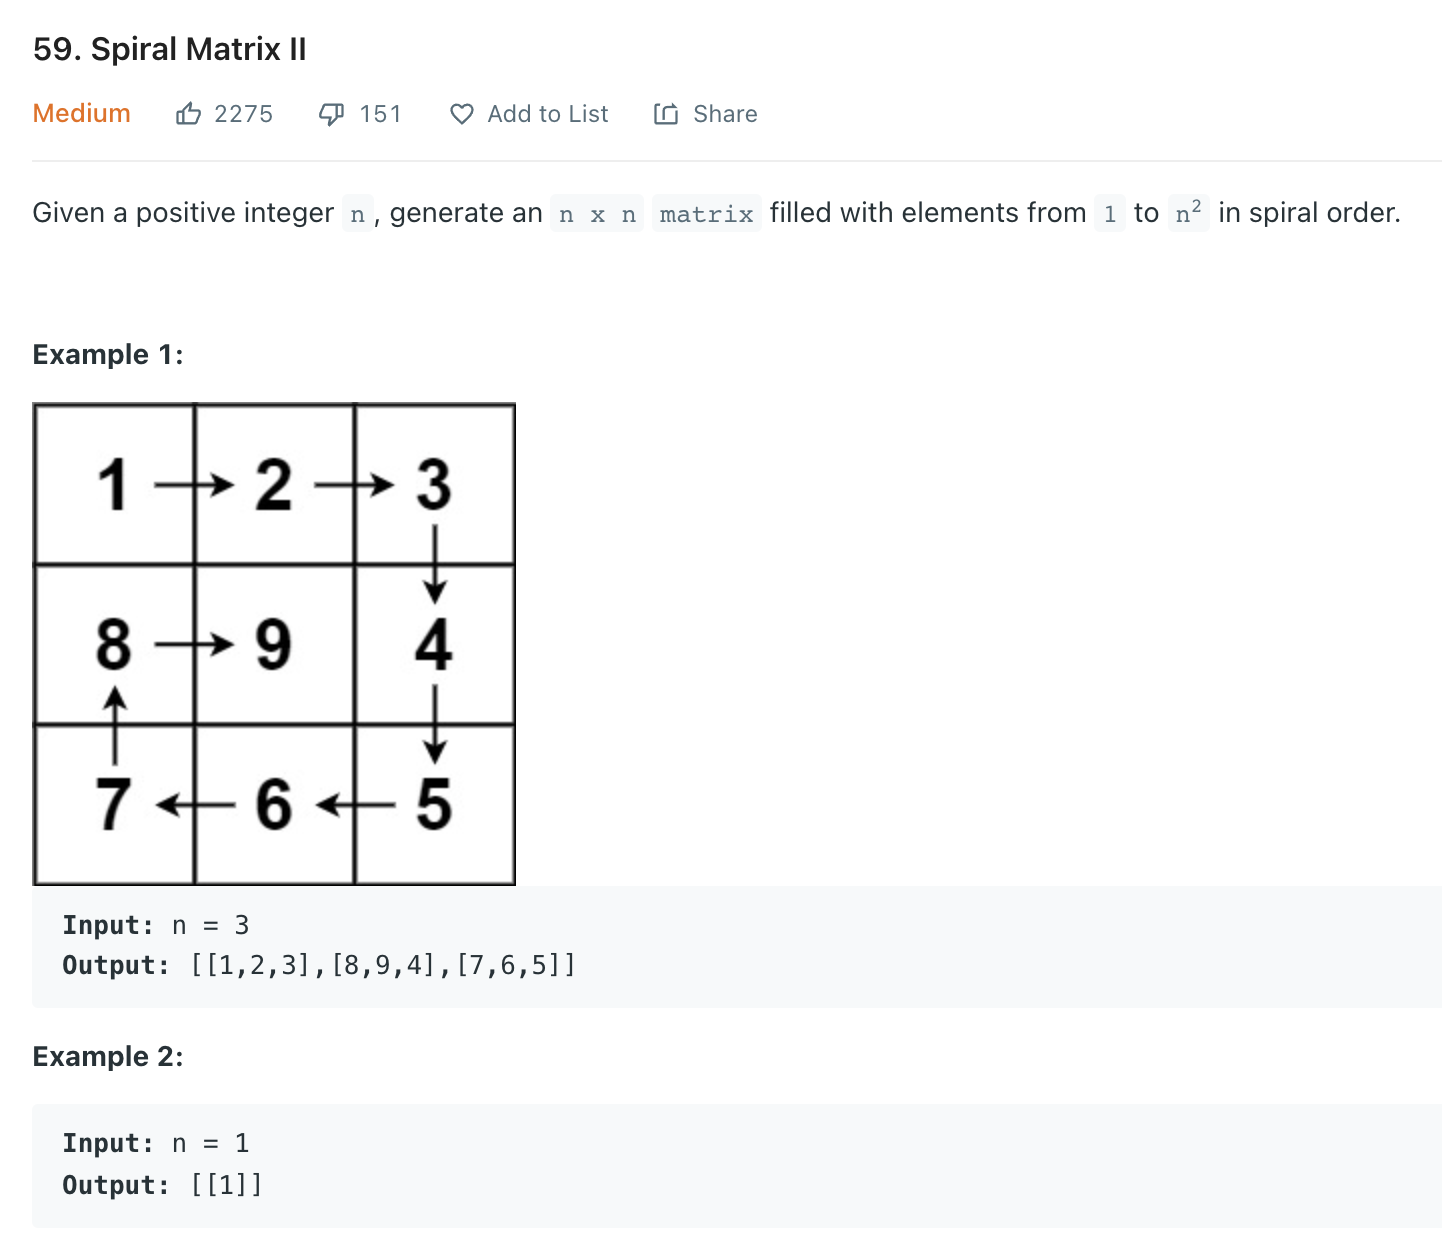 59. Spiral Matrix II
Medium 2275 151 Add to List Share
Given a positive integer n, generate an n x n matrix filled with elements from 1 to n² in spiral order.
Example 1:
1 2 3
8 9 4
7 6 5
Input: n = 3
Output: [[1,2,3],[8,9,4],[7,6,5]]
Example 2:
Input: n = 1
Output: [[1]]